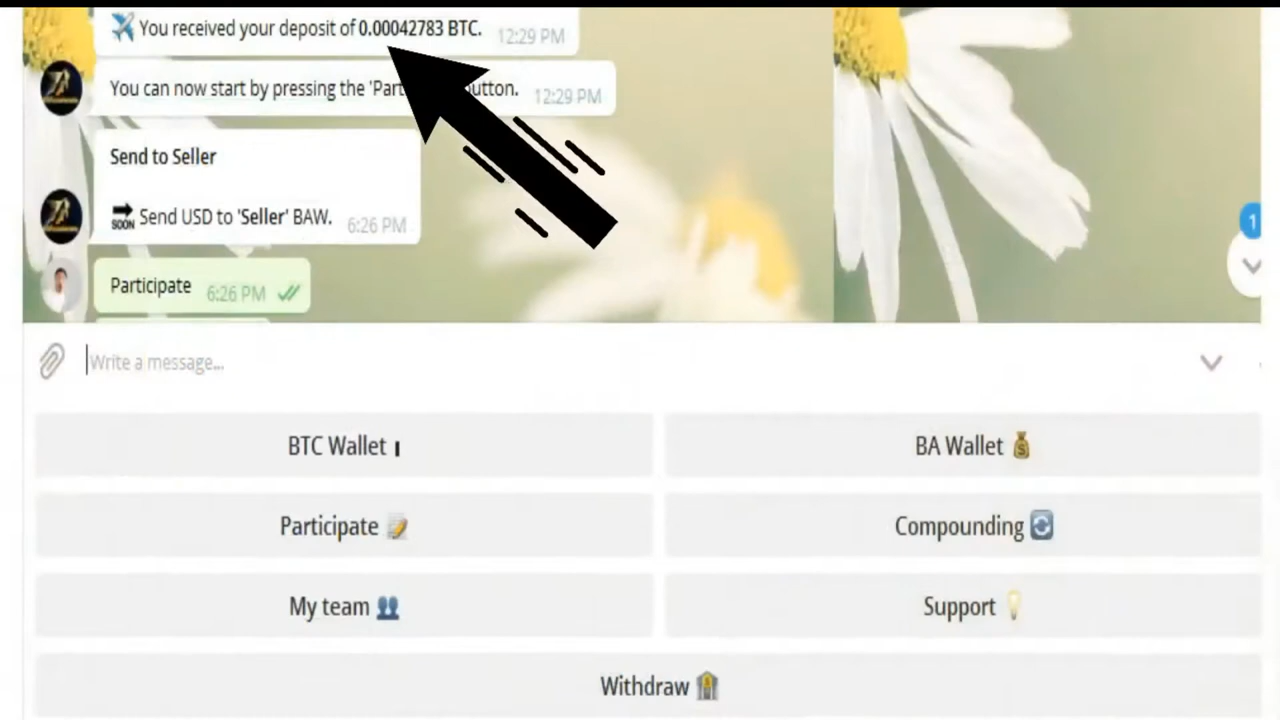 You received your deposit of 0.00042783 BTC. 12:29 PM
You can now start by pressing the 'Part utton. 12:29 PM
Send to Seller
SOON Send USD to 'Seller' BAW. 6:26 PM
Participate 6:26 PM
1
Write a message...
BTC Wallet
BA Wallet
Participate
Compounding
My team
Support
Withdraw